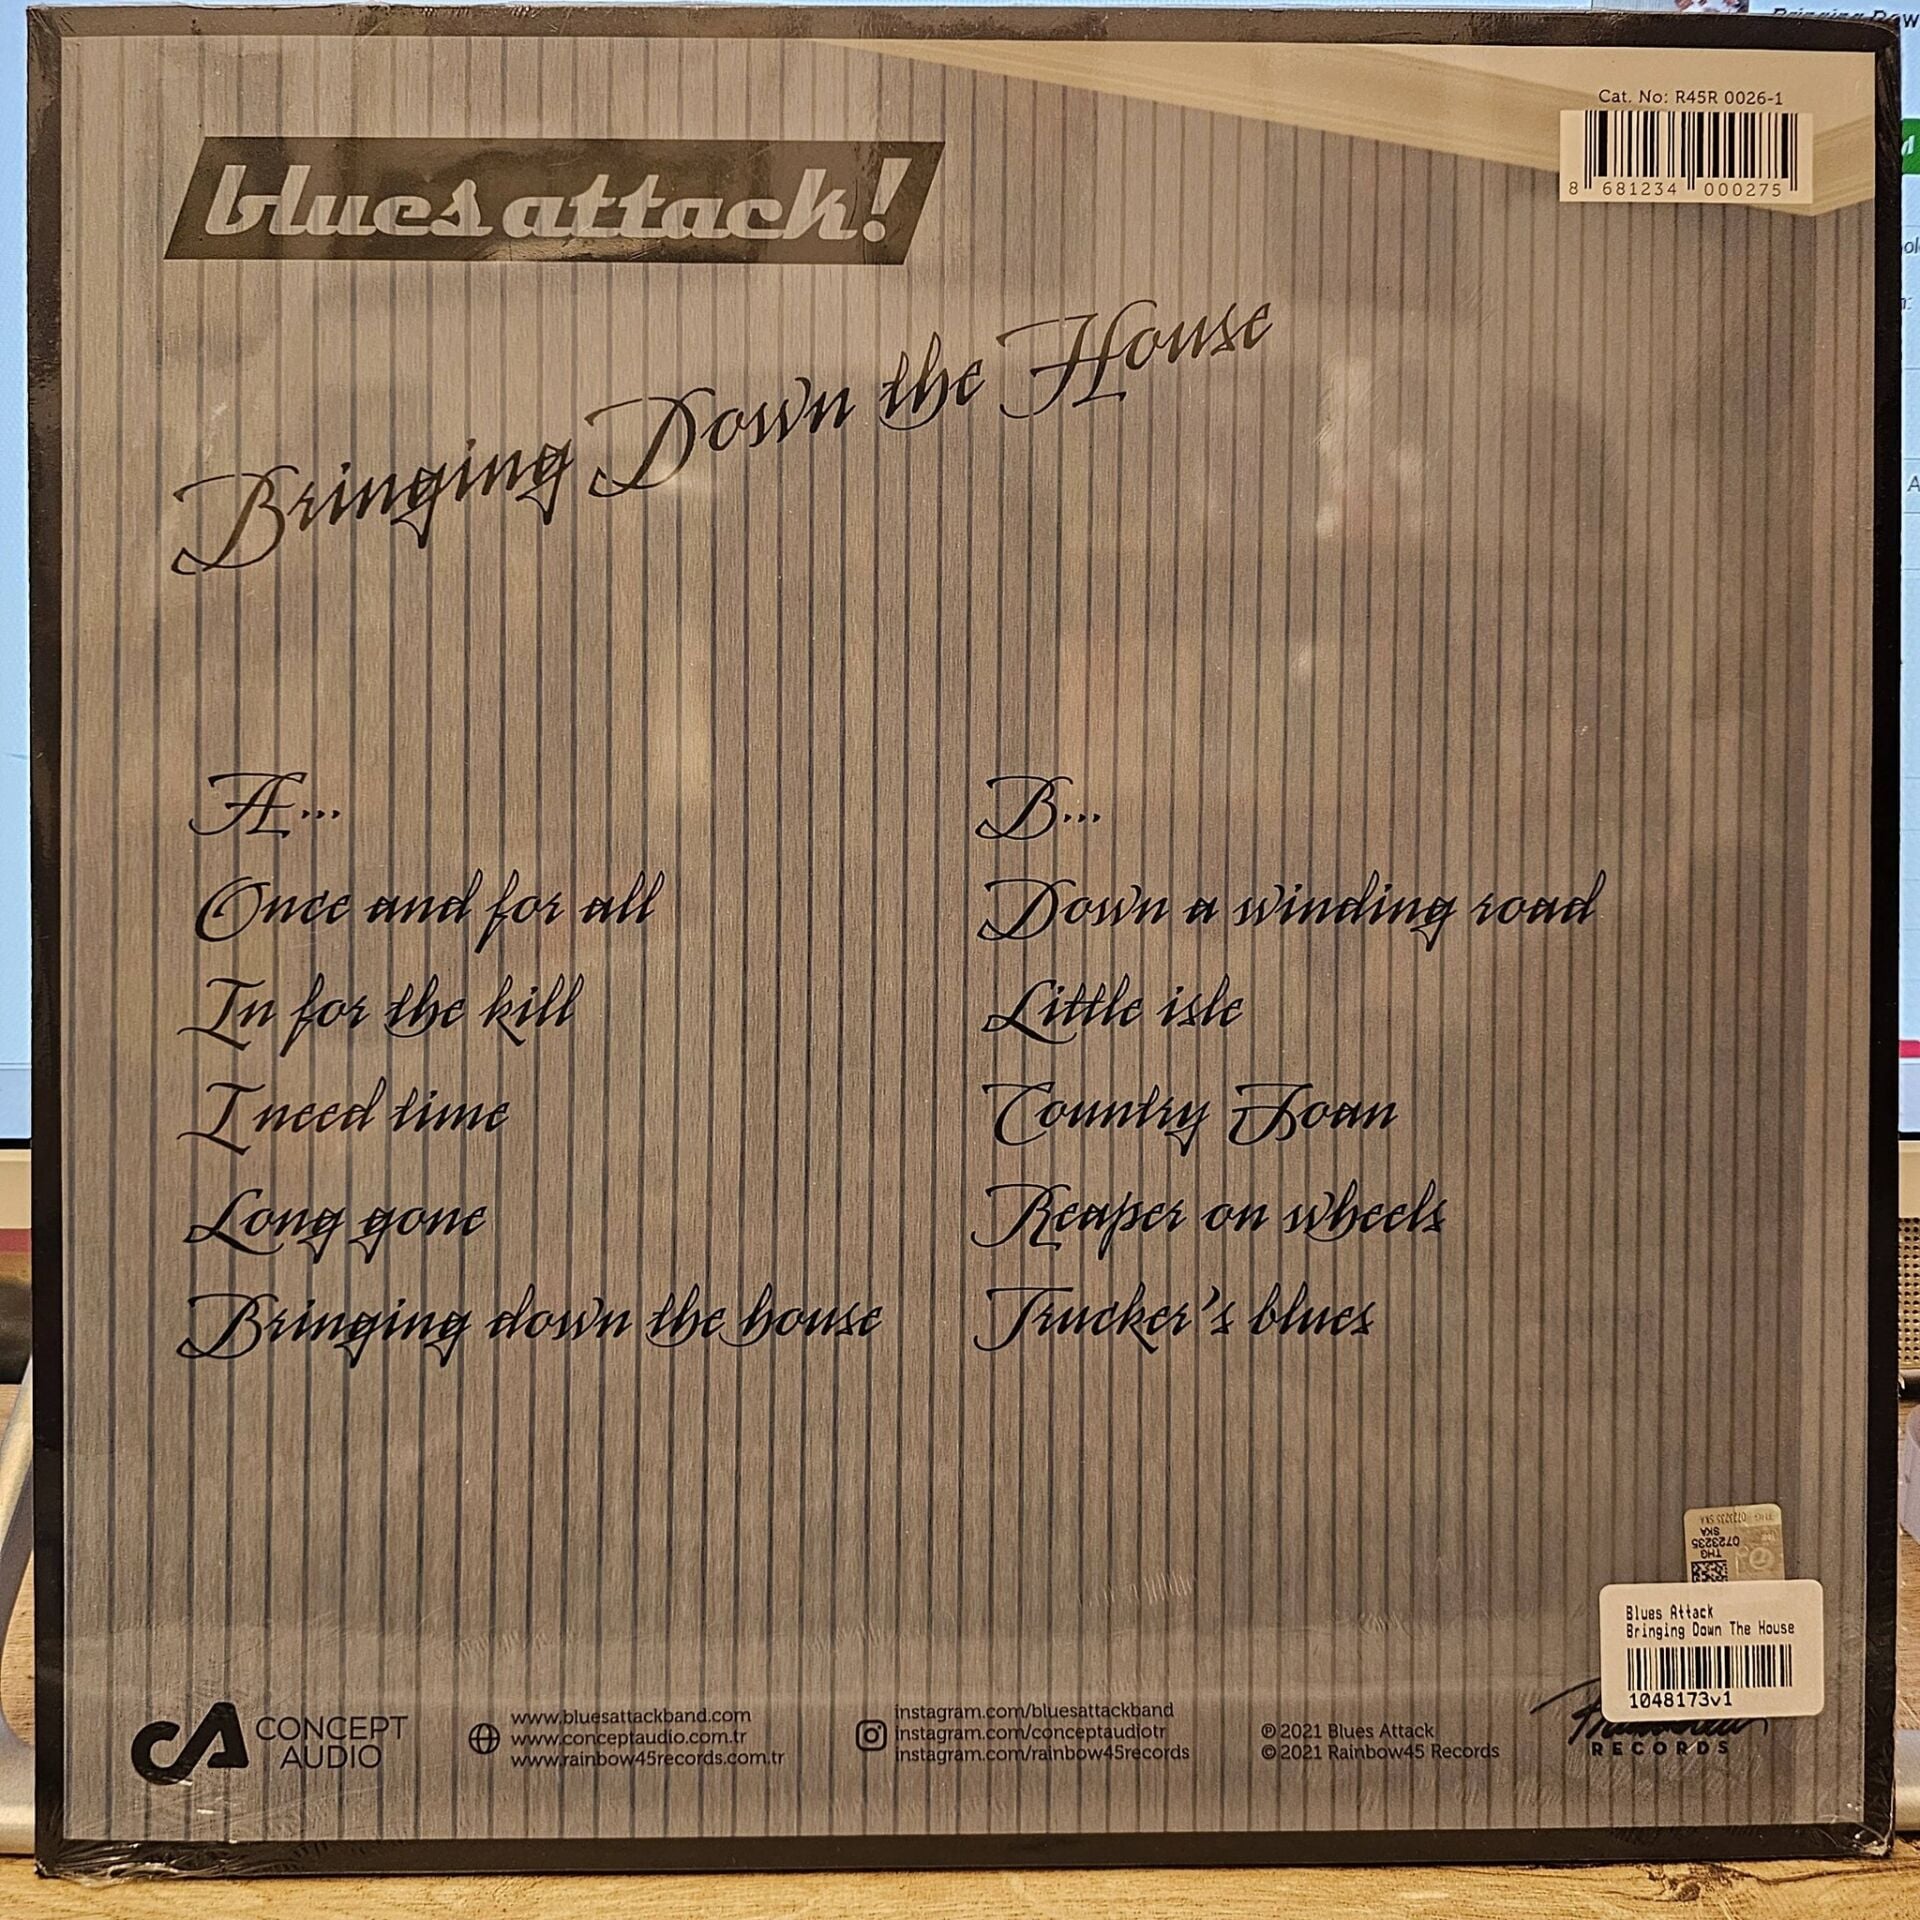 Cat. No: R45R 0026-1
8 681234 000275
blues attack!
Bringing Down the House
A...
Once and for all
In for the kill
I need time
Long gone
Bringing down the house
B...
Down a winding road
Little isle
Country Joan
Reaper on wheels
Trucker's blues
THG
0723235
SKA
Blues Attack
Bringing Down The House
1048173v1
CA CONCEPT
AUDIO
www.bluesattackband.com
www.conceptaudio.com.tr
www.rainbow45records.com.tr
instagram.com/bluesattackband
instagram.com/conceptaudiotr
instagram.com/rainbow45records
℗ 2021 Blues Attack
© 2021 Rainbow45 Records
RECORDS